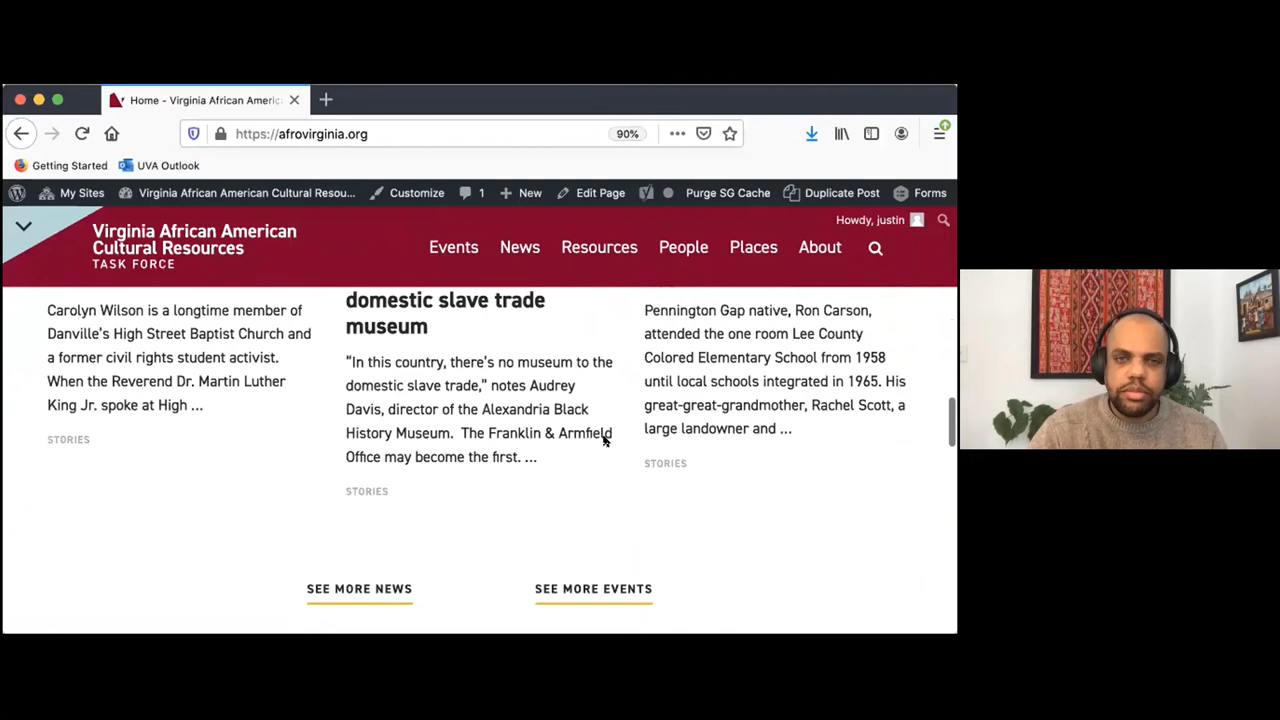 Home - Virginia African Americ
https://afrovirginia.org
90%
Getting Started
UVA Outlook
My Sites
Virginia African American Cultural Resou...
Customize
1
New
Edit Page
Purge SG Cache
Duplicate Post
Forms
Howdy, justin
Virginia African American
Cultural Resources
TASK FORCE
Events
News
Resources
People
Places
About
Carolyn Wilson is a longtime member of
Danville's High Street Baptist Church and
a former civil rights student activist.
When the Reverend Dr. Martin Luther
King Jr. spoke at High ...
STORIES
domestic slave trade
museum
"In this country, there's no museum to the
domestic slave trade," notes Audrey
Davis, director of the Alexandria Black
History Museum. The Franklin & Armfield
Office may become the first. ...
STORIES
Pennington Gap native, Ron Carson,
attended the one room Lee County
Colored Elementary School from 1958
until local schools integrated in 1965. His
great-great-grandmother, Rachel Scott, a
large landowner and ...
STORIES
SEE MORE NEWS
SEE MORE EVENTS